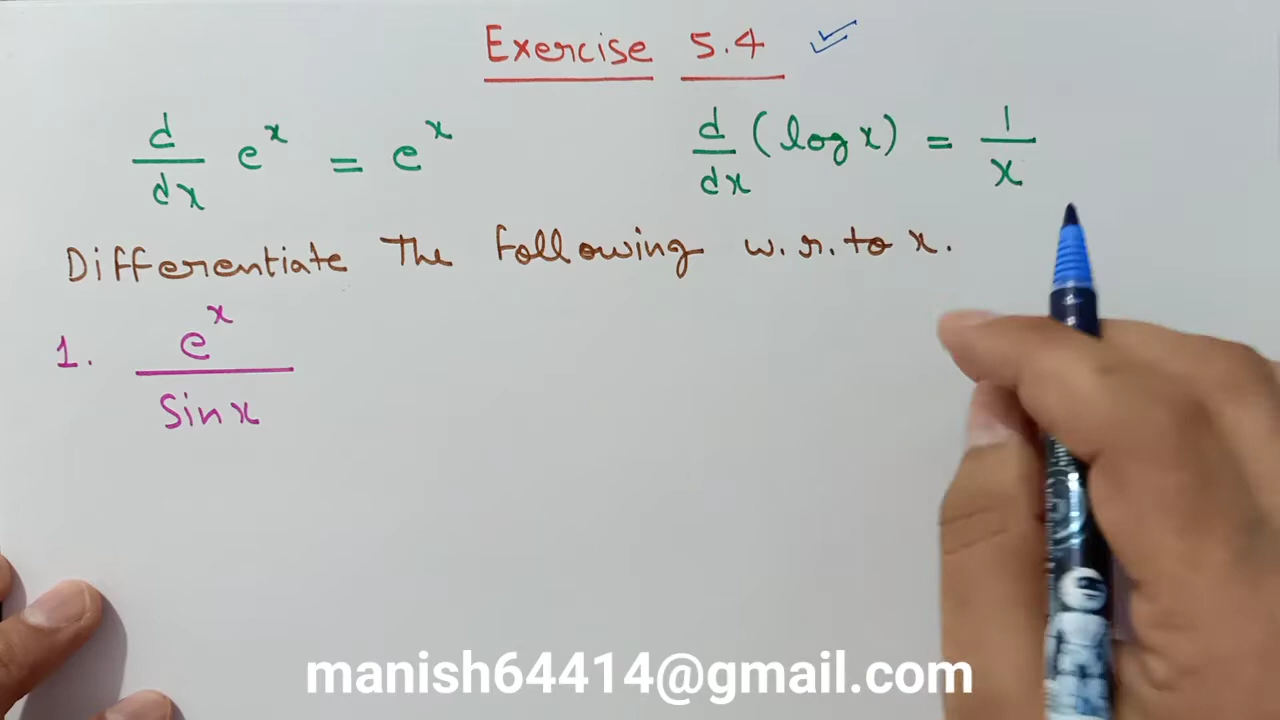 Exercise 5.4
d/dx e^x = e^x
d/dx (log x) = 1/x
Differentiate The Following w.r.to x.
1. e^x / Sin x
manish64414@gmail.com